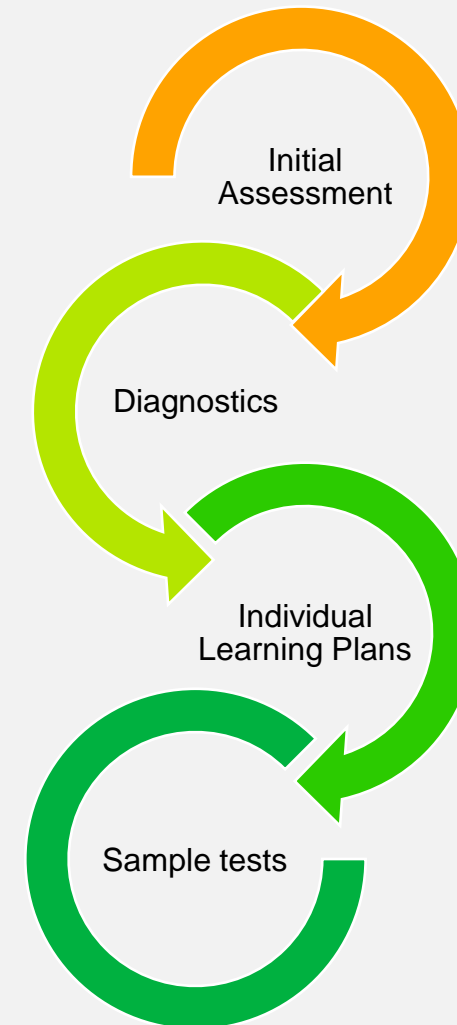 Initial
Assessment
Diagnostics
Individual
Learning Plans
Sample tests